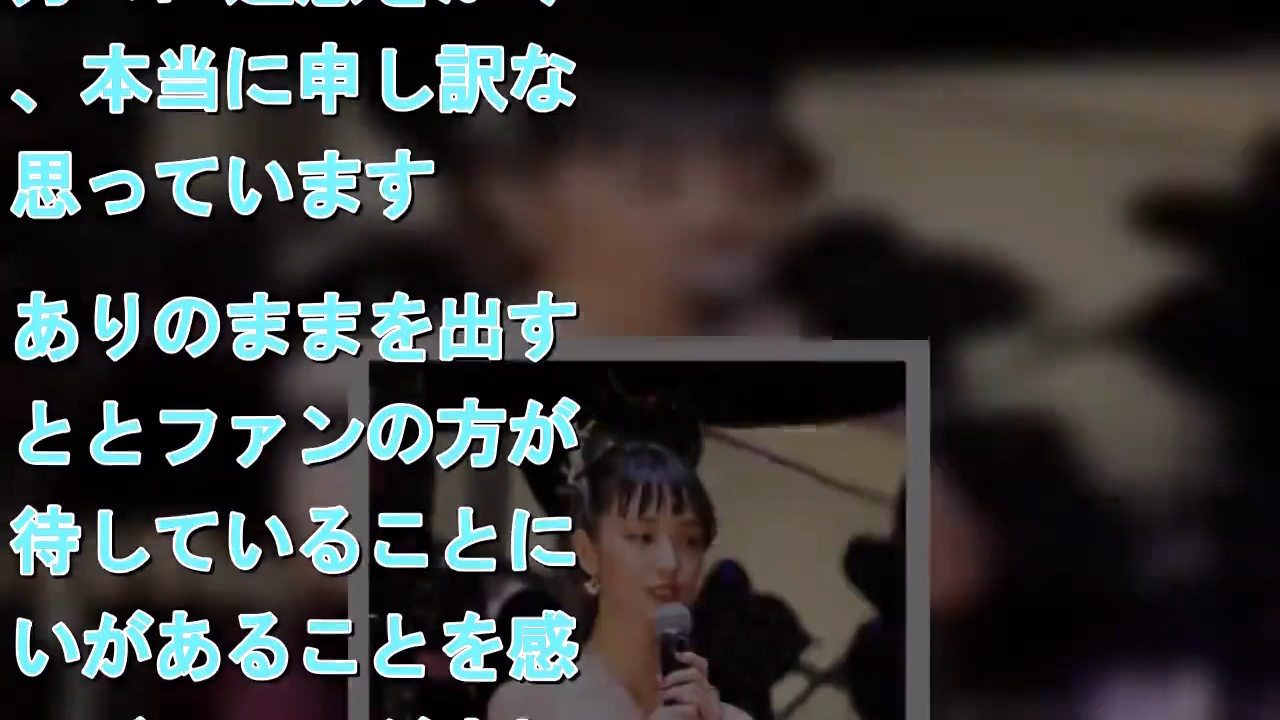 、本当に申し訳な
思っています
ありのままを出す
ととファンの方が
待していることに
いがあることを感